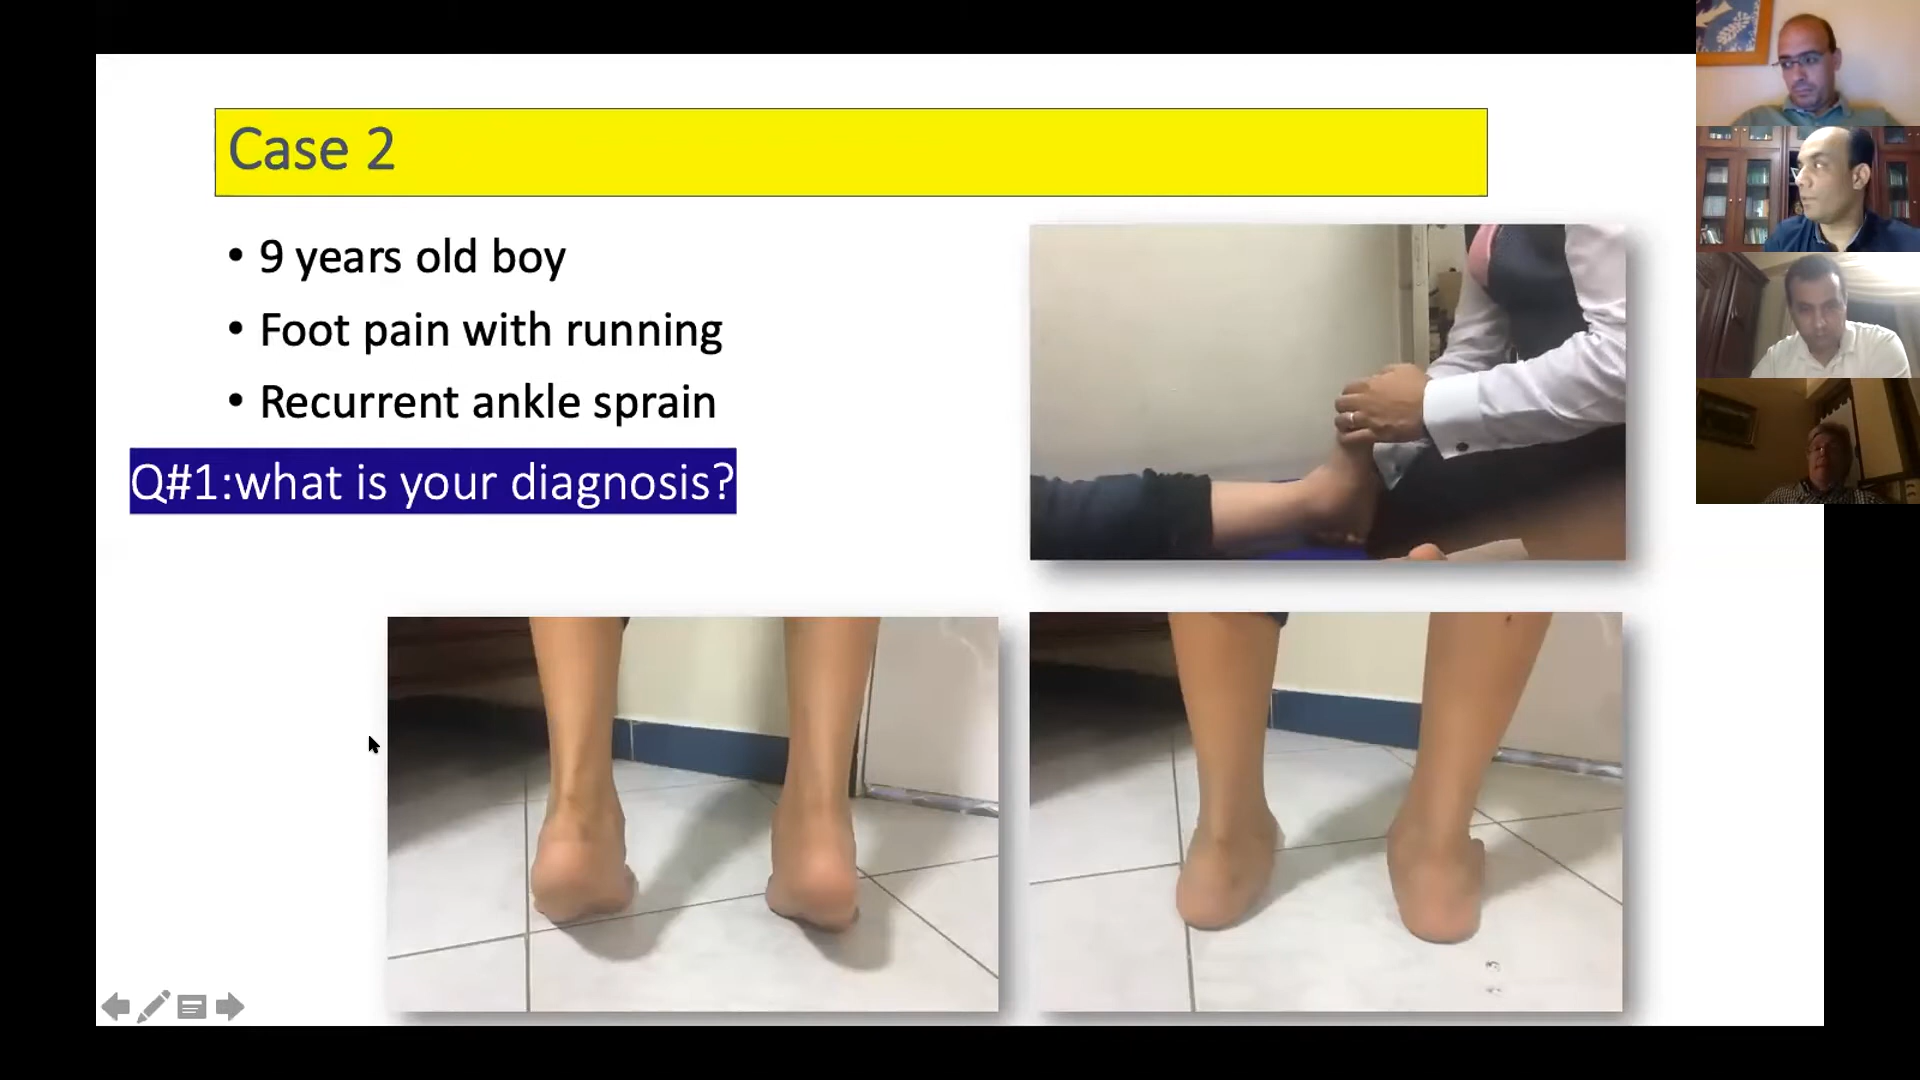 Case 2
• 9 years old boy
• Foot pain with running
• Recurrent ankle sprain
Q#1:what is your diagnosis?